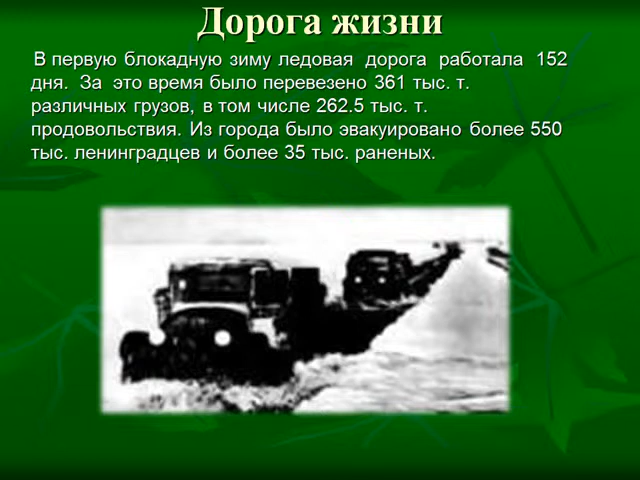 Дорога жизни
В первую блокадную зиму ледовая дорога работала 152
дня. За это время было перевезено 361 тыс. т.
различных грузов, в том числе 262.5 тыс. т.
продовольствия. Из города было эвакуировано более 550
тыс. ленинградцев и более 35 тыс. раненых.